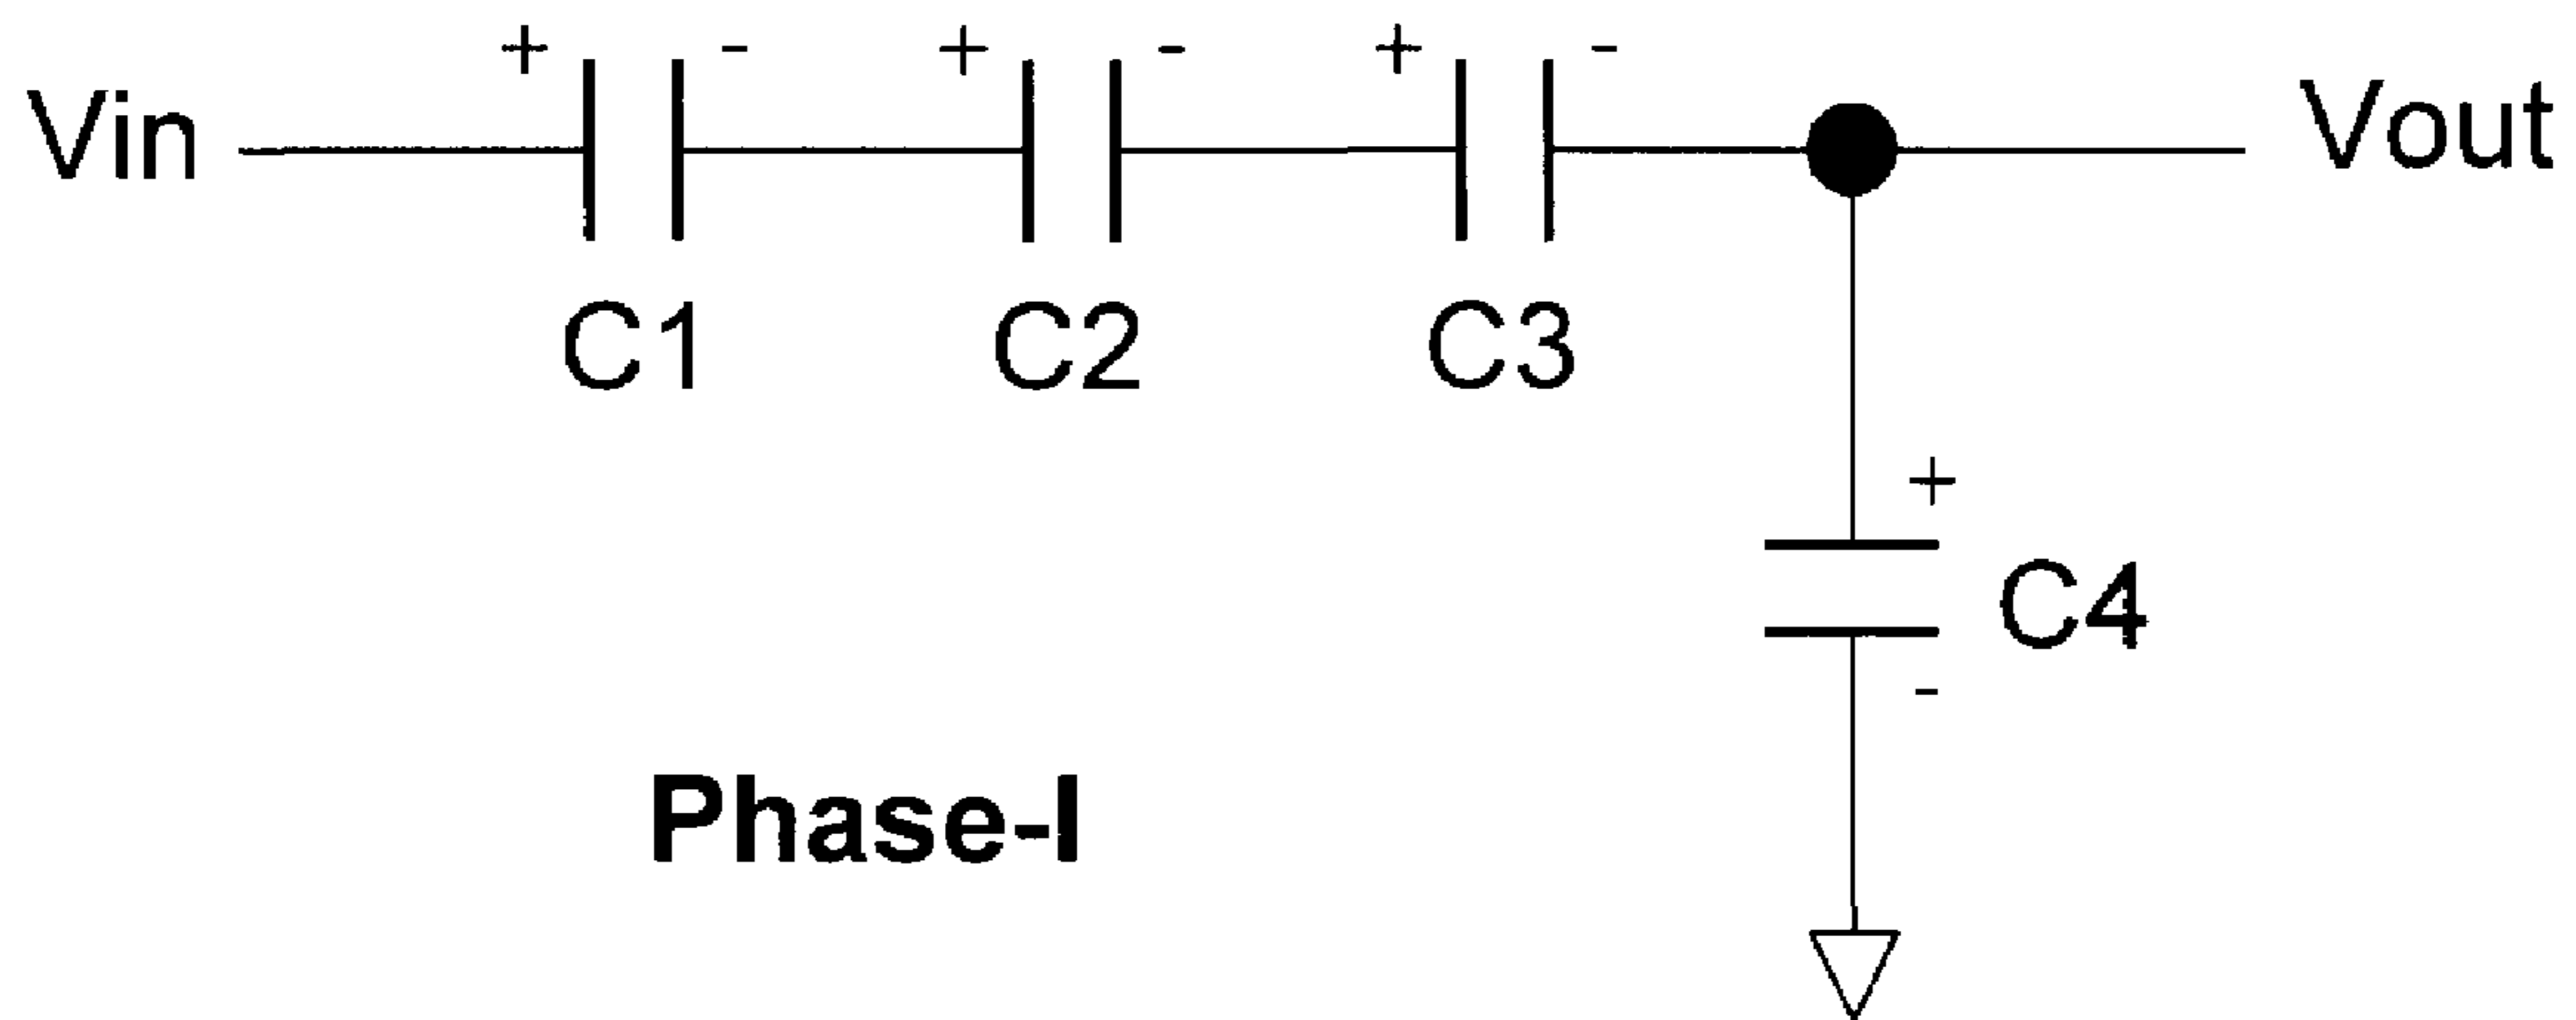 + - + - + -
Vin Vout
C1 C2 C3
+
C4
-
Phase-I